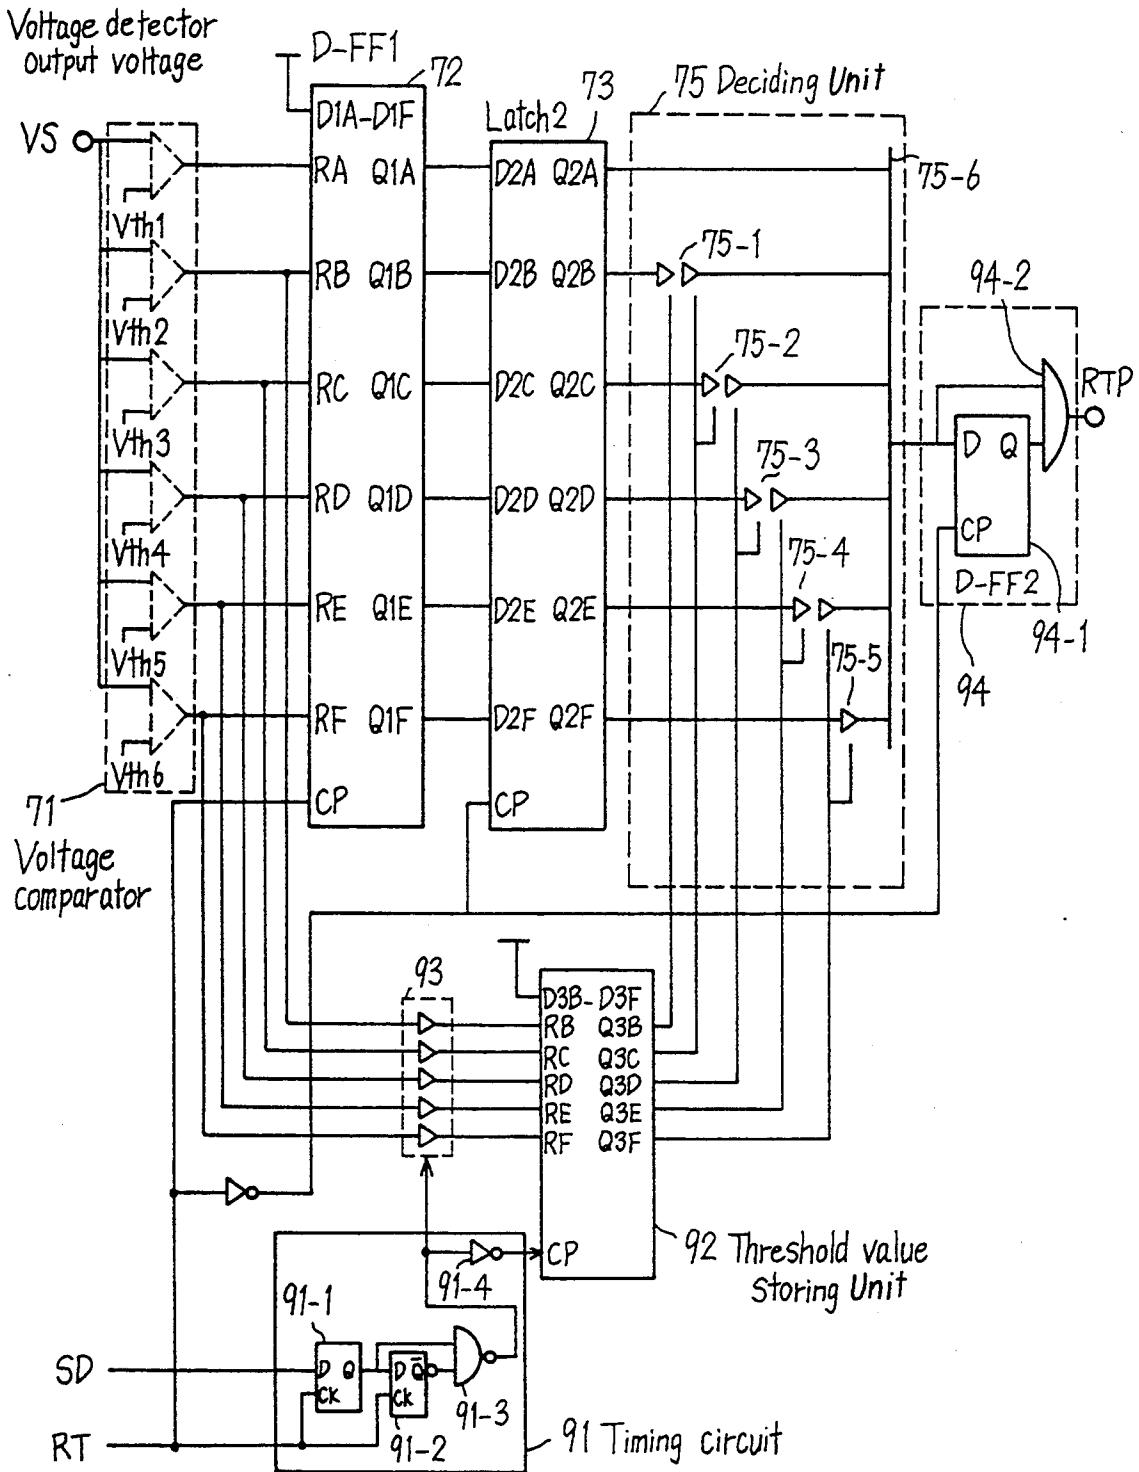 Voltage detector
output voltage
VS
Vth1
Vth2
Vth3
Vth4
Vth5
Vth6
71
Voltage
comparator
D-FF1
72
D1A-D1F
RA Q1A
RB Q1B
RC Q1C
RD Q1D
RE Q1E
RF Q1F
CP
Latch2
73
D2A Q2A
D2B Q2B
D2C Q2C
D2D Q2D
D2E Q2E
D2F Q2F
CP
75 Deciding Unit
75-6
75-1
75-2
75-3
75-4
75-5
94-2
RTP
D Q
CP
D-FF2
94-1
94
93
D3B-D3F
RB Q3B
RC Q3C
RD Q3D
RE Q3E
RF Q3F
CP
92 Threshold value
Storing Unit
91-4
91-1
D Q
CK
D Q̅
CK
91-2
91-3
SD
RT
91 Timing circuit